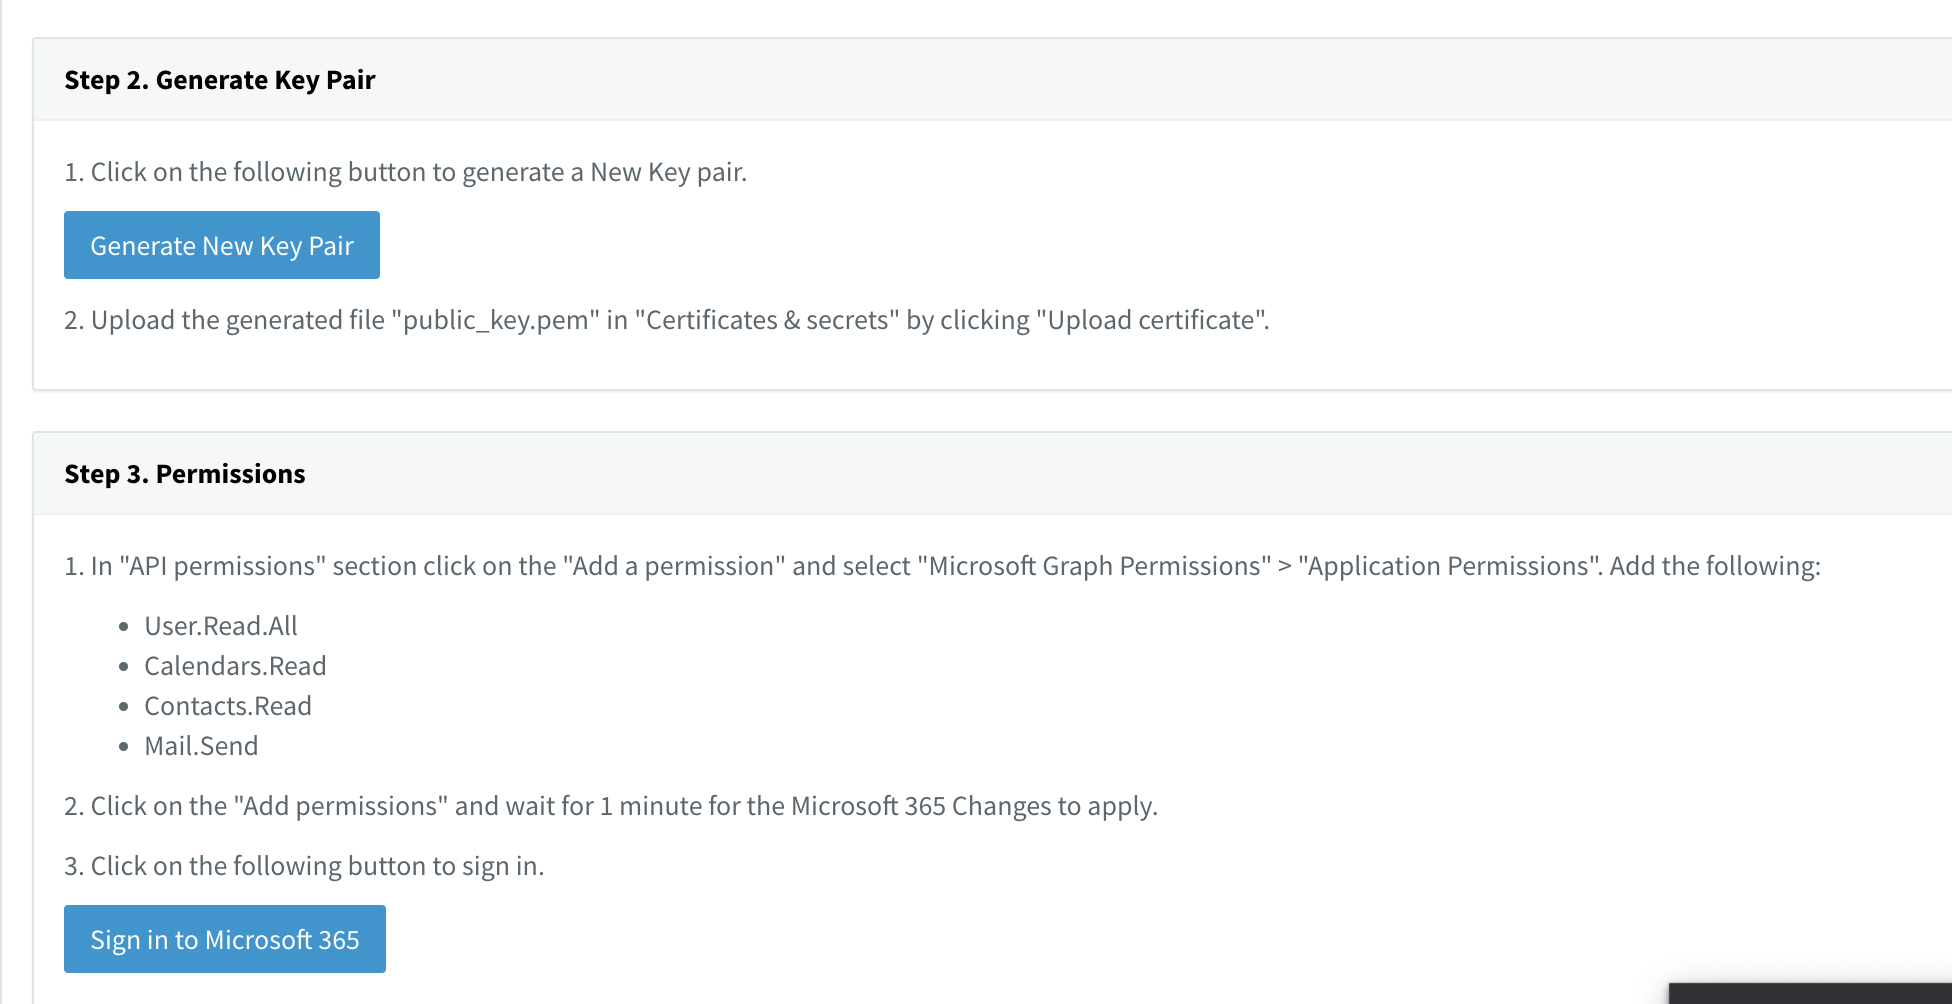 Step 2. Generate Key Pair
1. Click on the following button to generate a New Key pair.
Generate New Key Pair
2. Upload the generated file "public_key.pem" in "Certificates & secrets" by clicking "Upload certificate".
Step 3. Permissions
1. In "API permissions" section click on the "Add a permission" and select "Microsoft Graph Permissions" > "Application Permissions". Add the following:
• User.Read.All
• Calendars.Read
• Contacts.Read
• Mail.Send
2. Click on the "Add permissions" and wait for 1 minute for the Microsoft 365 Changes to apply.
3. Click on the following button to sign in.
Sign in to Microsoft 365